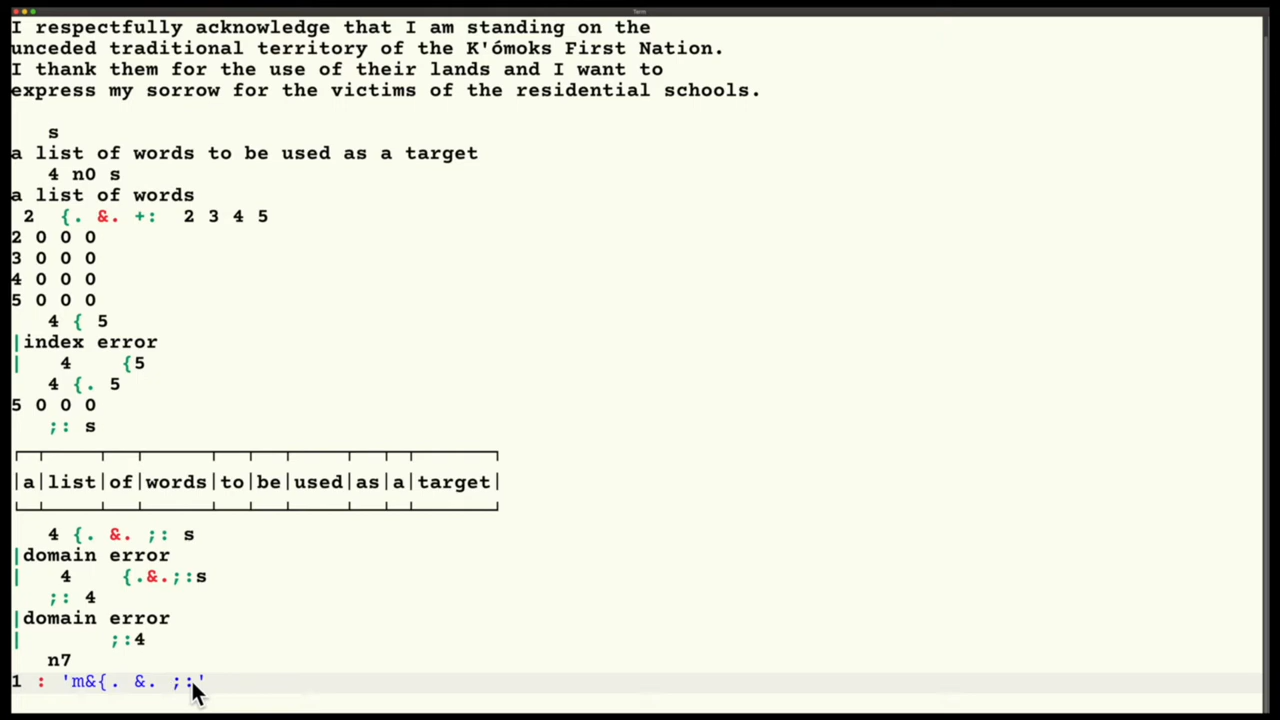 I respectfully acknowledge that I am standing on the
unceded traditional territory of the K'ómoks First Nation.
I thank them for the use of their lands and I want to
express my sorrow for the victims of the residential schools.
s
a list of words to be used as a target
4 n0 s
a list of words
2 {. &. +: 2 3 4 5
2 0 0 0
3 0 0 0
4 0 0 0
5 0 0 0
4 { 5
|index error
| 4 {5
4 {. 5
5 0 0 0
;: s
|a|list|of|words|to|be|used|as|a|target|
4 {. &. ;: s
|domain error
| 4 {.&.;:s
;: 4
|domain error
| ;:4
n7
1 : 'm&{. &. ;:'